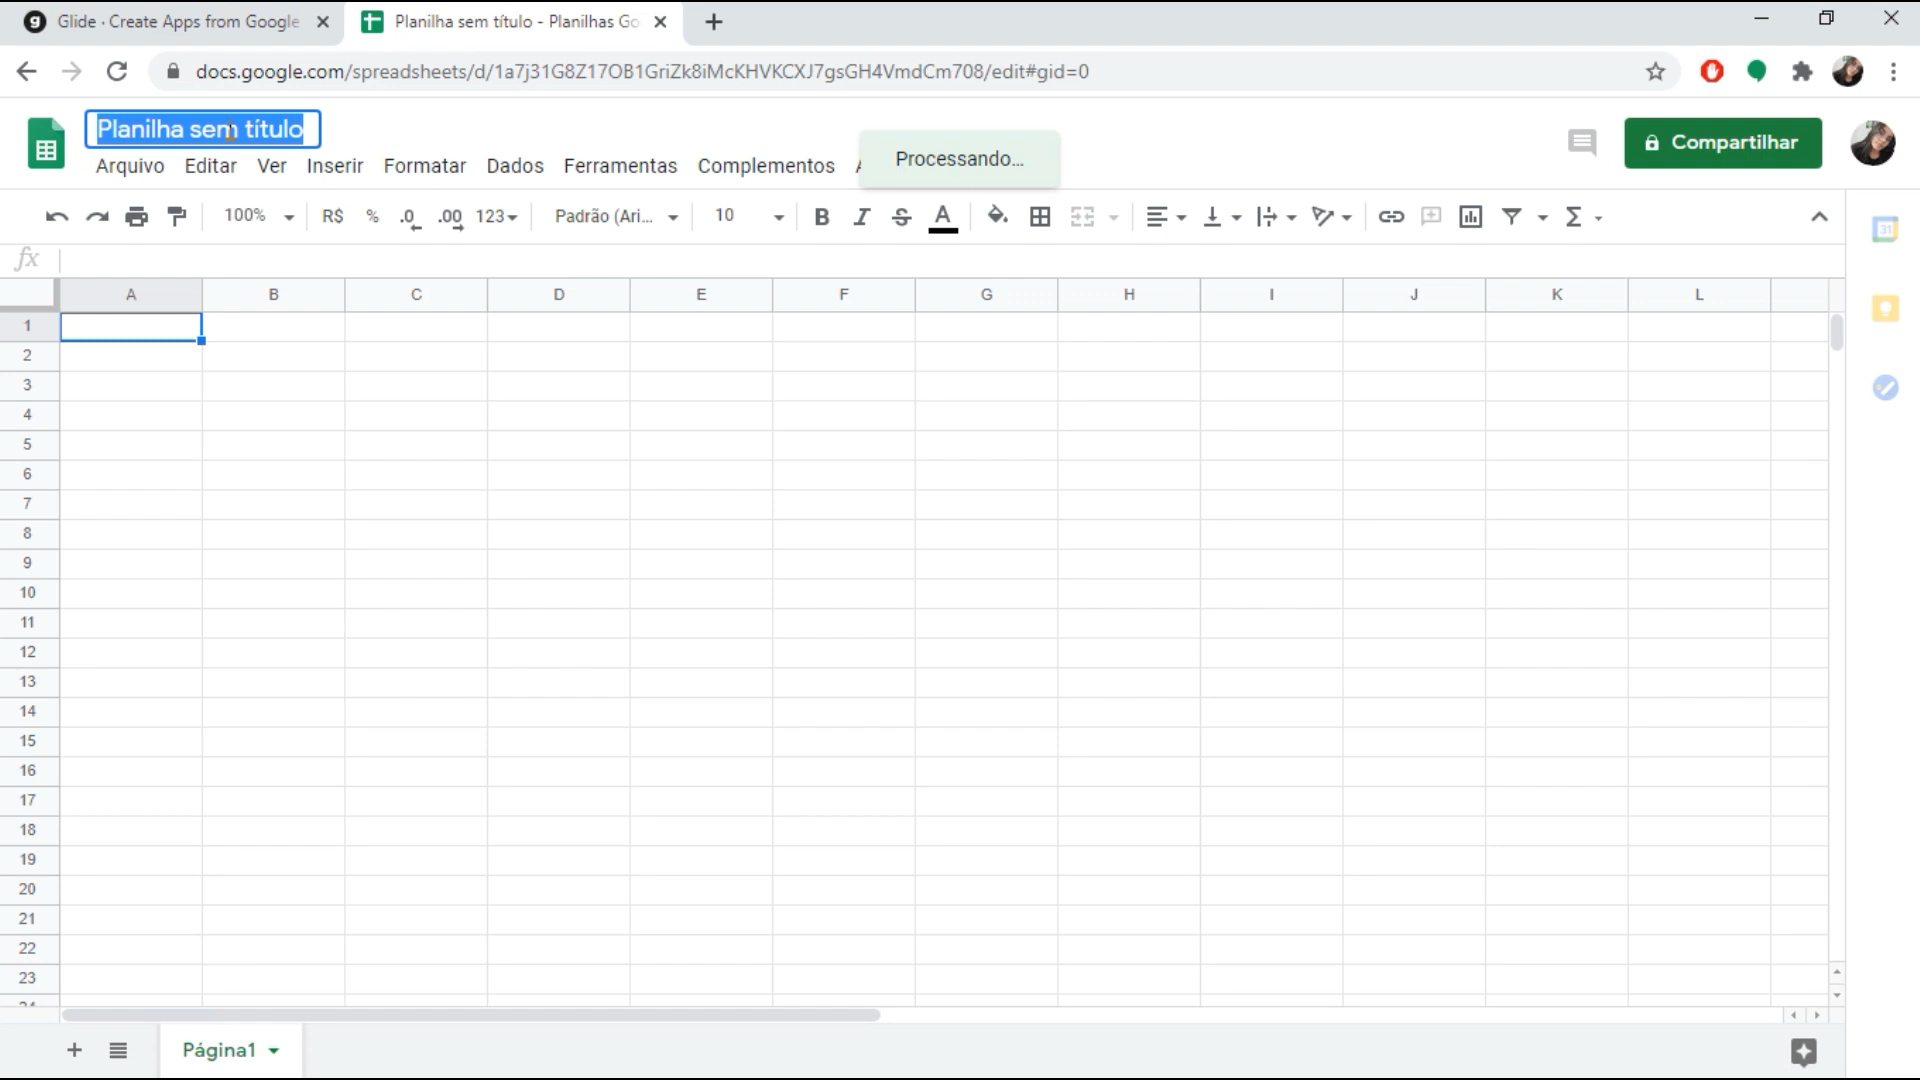 Glide · Create Apps from Google
Planilha sem título - Planilhas Go
docs.google.com/spreadsheets/d/1a7j31G8Z17OB1GriZk8iMcKHVKCXJ7gsGH4VmdCm708/edit#gid=0
Planilha sem título
Arquivo Editar Ver Inserir Formatar Dados Ferramentas Complementos
Processando...
Compartilhar
100% R$ % .0 .00 123 Padrão (Ari... 10 B I S A Σ
31
fx
A B C D E F G H I J K L
1
2
3
4
5
6
7
8
9
10
11
12
13
14
15
16
17
18
19
20
21
22
23
24
Página1